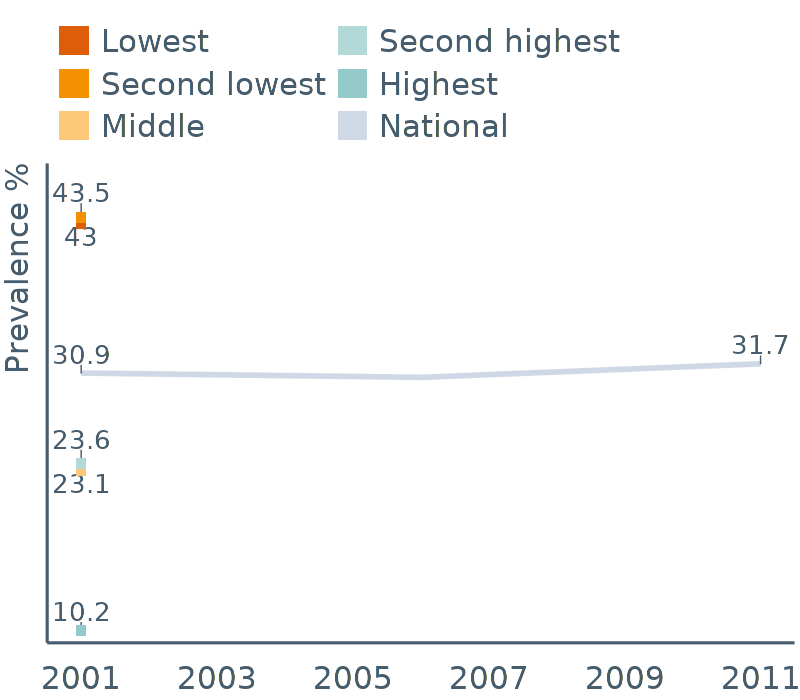 Lowest
Second highest
Second lowest
Highest
Middle
National
Prevalence %
43.5
43
30.9
31.7
23.6
23.1
10.2
2001 2003 2005 2007 2009 2011